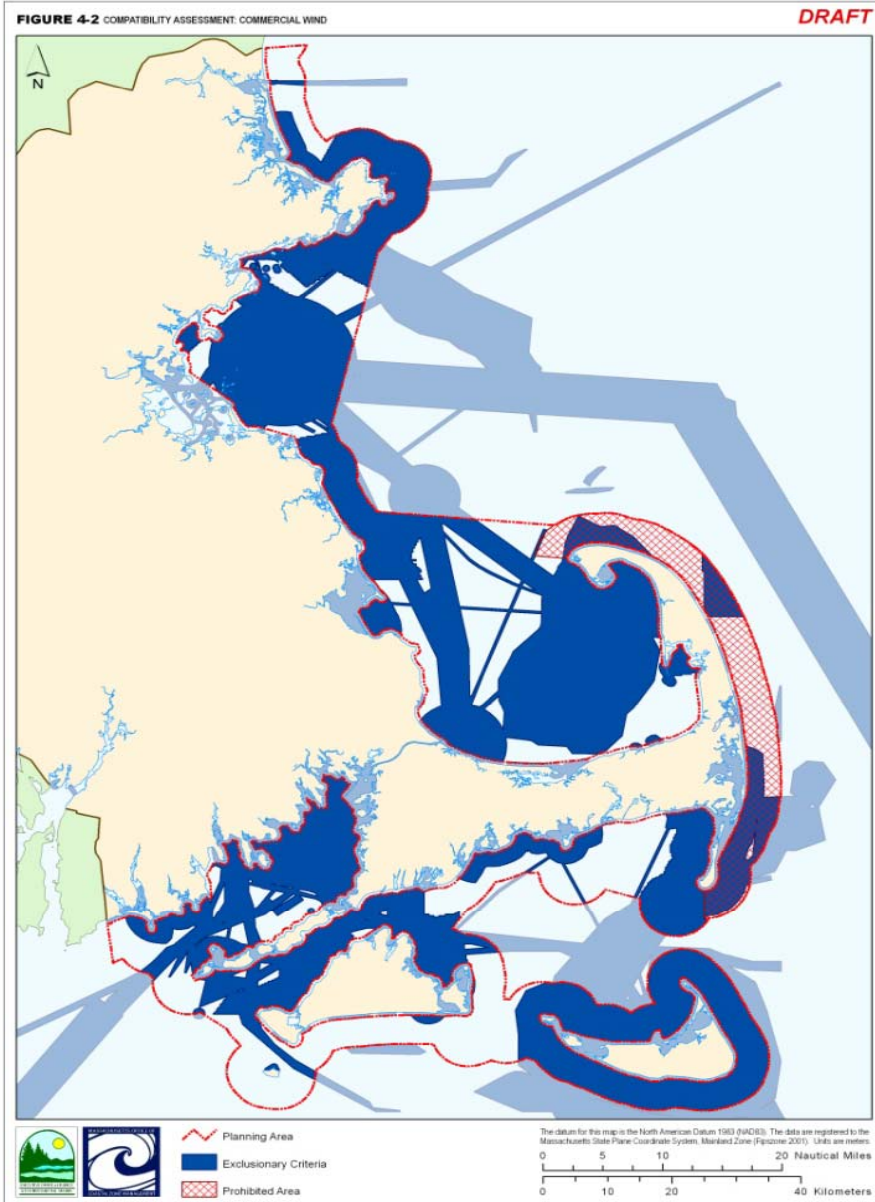 FIGURE 4-2 COMPATIBILITY ASSESSMENT: COMMERCIAL WIND
DRAFT
N
Planning Area
Exclusionary Criteria
Prohibited Area
The datum for this map is the North American Datum 1983 (NAD83). The data are registered to the
Massachusetts State Plane Coordinate System, Mainland Zone (Fipszone 2001). Units are meters.
0 5 10 20 Nautical Miles
0 10 20 40 Kilometers